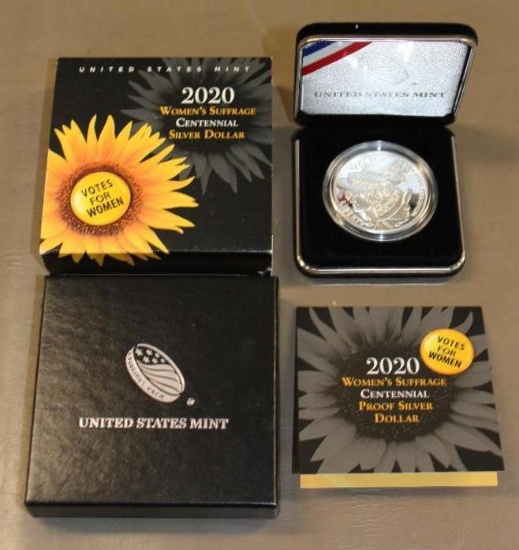 UNITED STATES MINT
2020
WOMEN'S SUFFRAGE
CENTENNIAL
SILVER DOLLAR
VOTES
FOR
WOMEN
UNITED STATES MINT
UNITED STATES MINT
VOTES
FOR
WOMEN
2020
WOMEN'S SUFFRAGE
CENTENNIAL
PROOF SILVER
DOLLAR